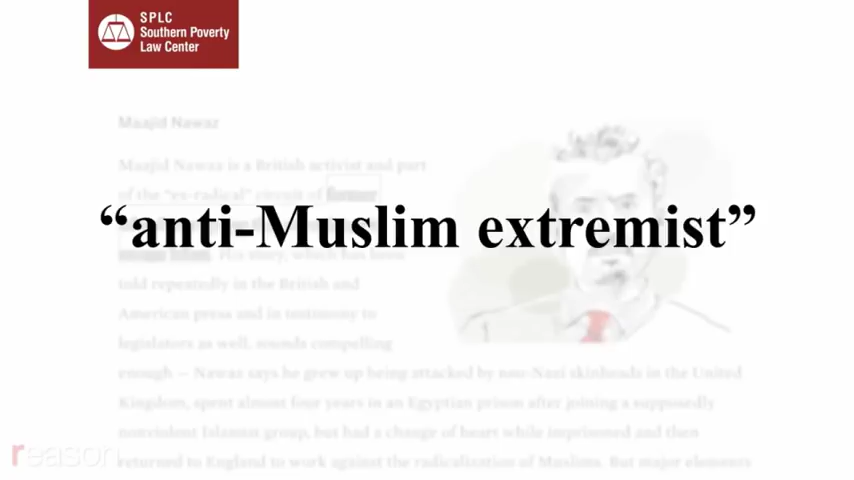 SPLC
Southern Poverty
Law Center
Maajid Nawaz
Maajid Nawaz is a British activist and part
of the "ex-radical" circuit of former
“anti-Muslim extremist”
His story, which has been
told repeatedly in the British and
American press and in testimony to
legislators as well, sounds compelling
enough — Nawaz says he grew up being attacked by neo-Nazi skinheads in the United
Kingdom, spent almost four years in an Egyptian prison after joining a supposedly
nonviolent Islamist group, but had a change of heart while imprisoned and then
returned to England to work against the radicalization of Muslims. But major elements
reason